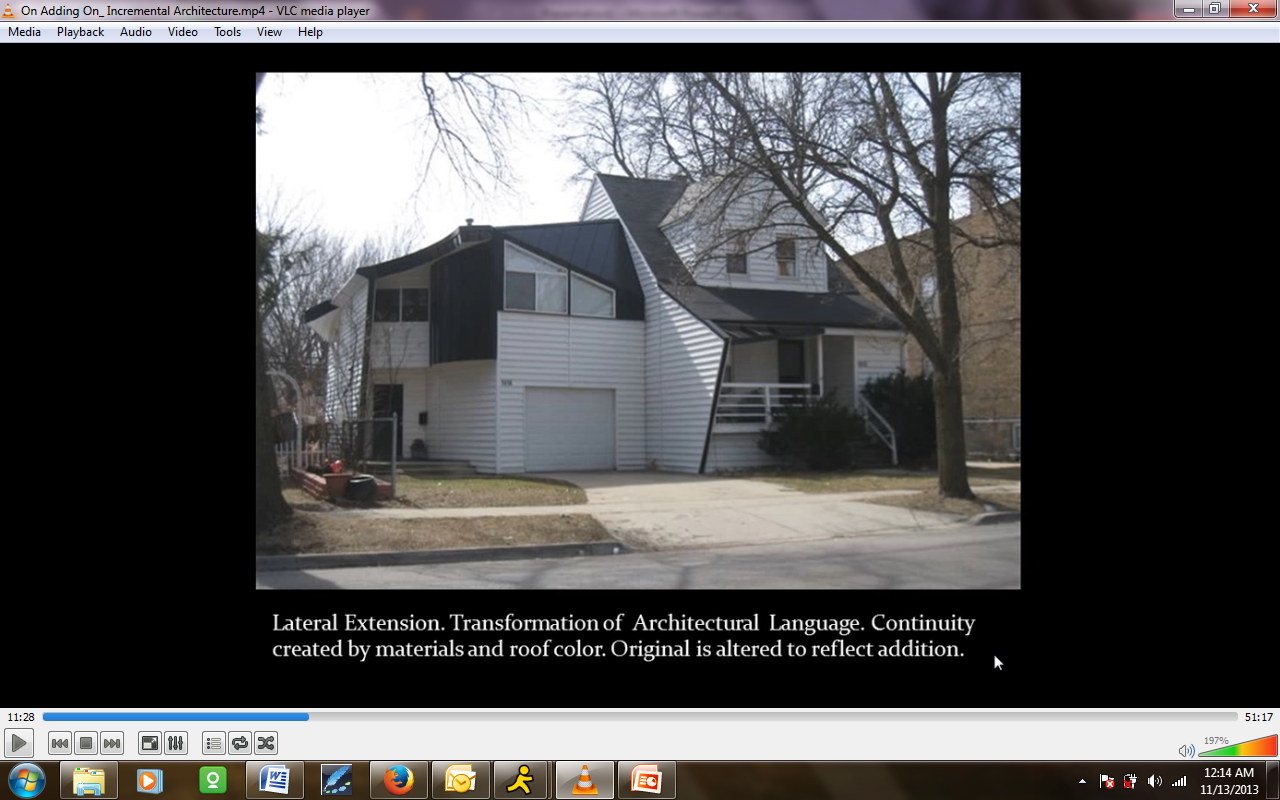 On Adding On_ Incremental Architecture.mp4 - VLC media player
Media Playback Audio Video Tools View Help
Lateral Extension. Transformation of Architectural Language. Continuity
created by materials and roof color. Original is altered to reflect addition.
11:28
51:17
197%
12:14 AM
11/13/2013